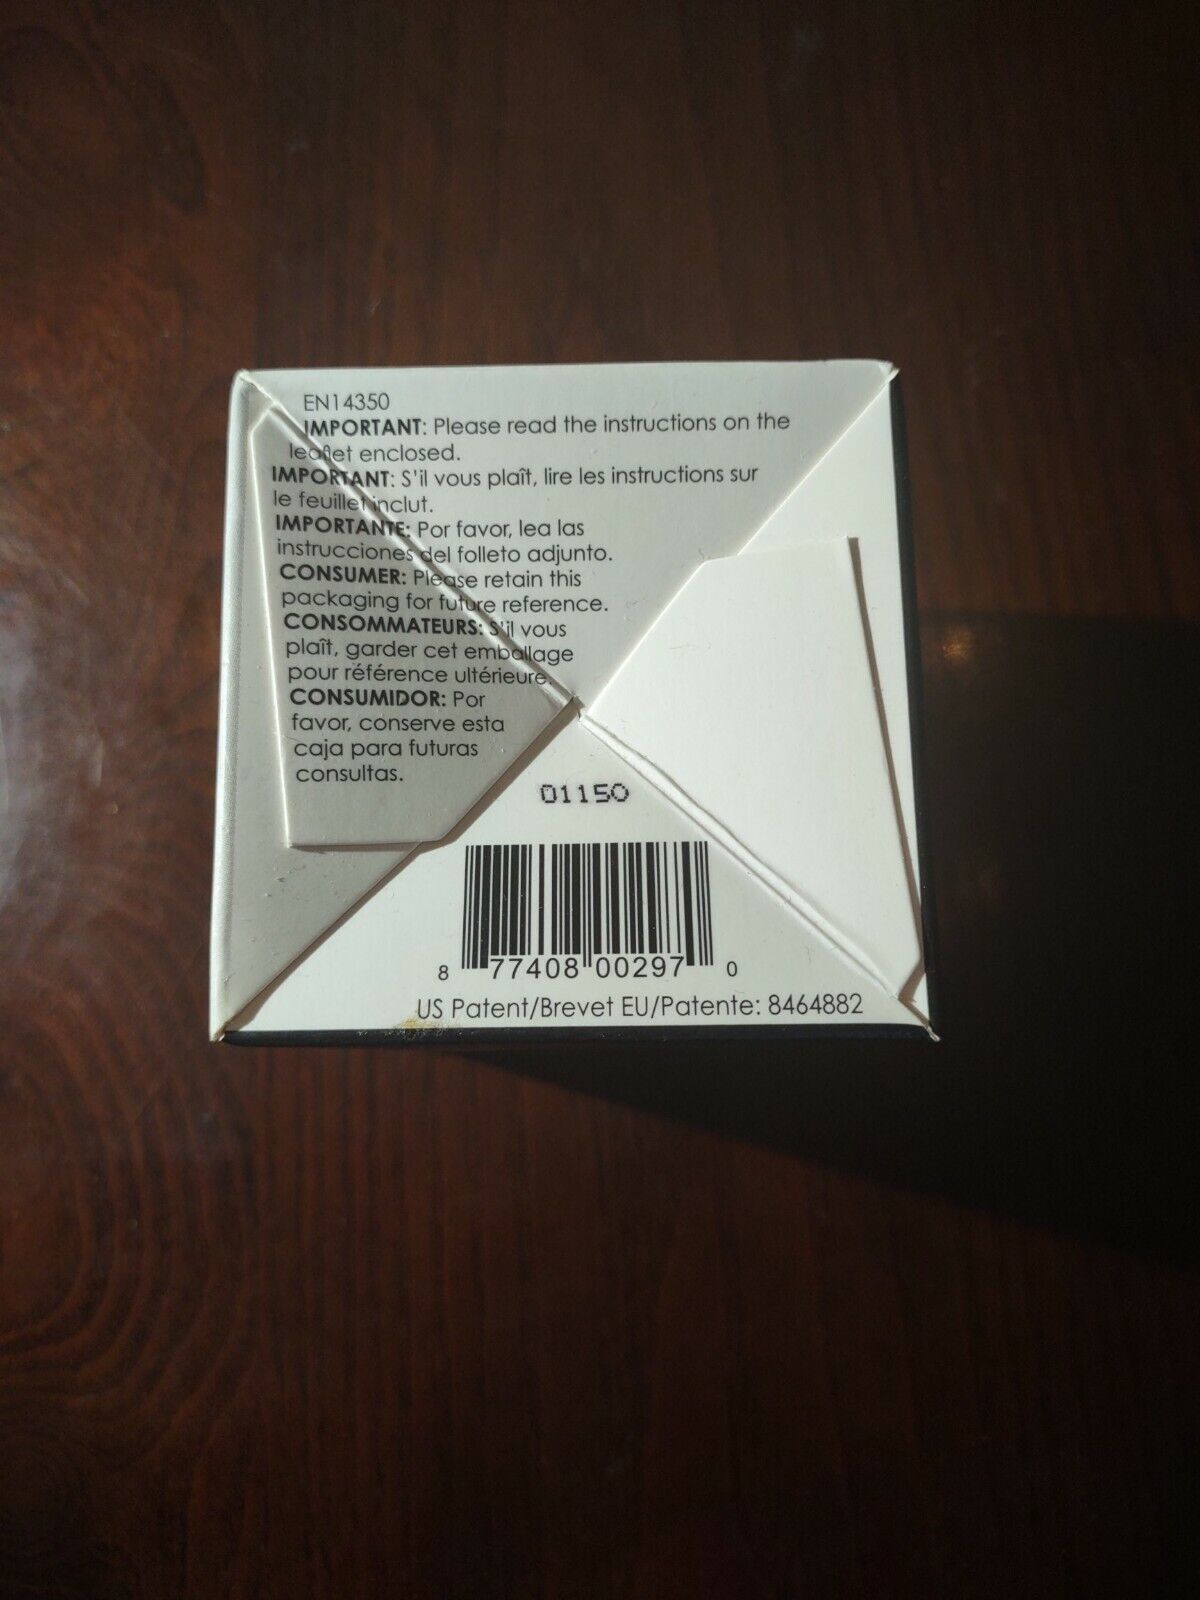 EN14350
IMPORTANT: Please read the instructions on the
leaflet enclosed.
IMPORTANT: S'il vous plaît, lire les instructions sur
le feuillet inclut.
IMPORTANTE: Por favor, lea las
instrucciones del folleto adjunto.
CONSUMER: Please retain this
packaging for future reference.
CONSOMMATEURS: S'il vous
plaît, garder cet emballage
pour référence ultérieure.
CONSUMIDOR: Por
favor, conserve esta
caja para futuras
consultas.
01150
8 77408 00297 0
US Patent/Brevet EU/Patente: 8464882